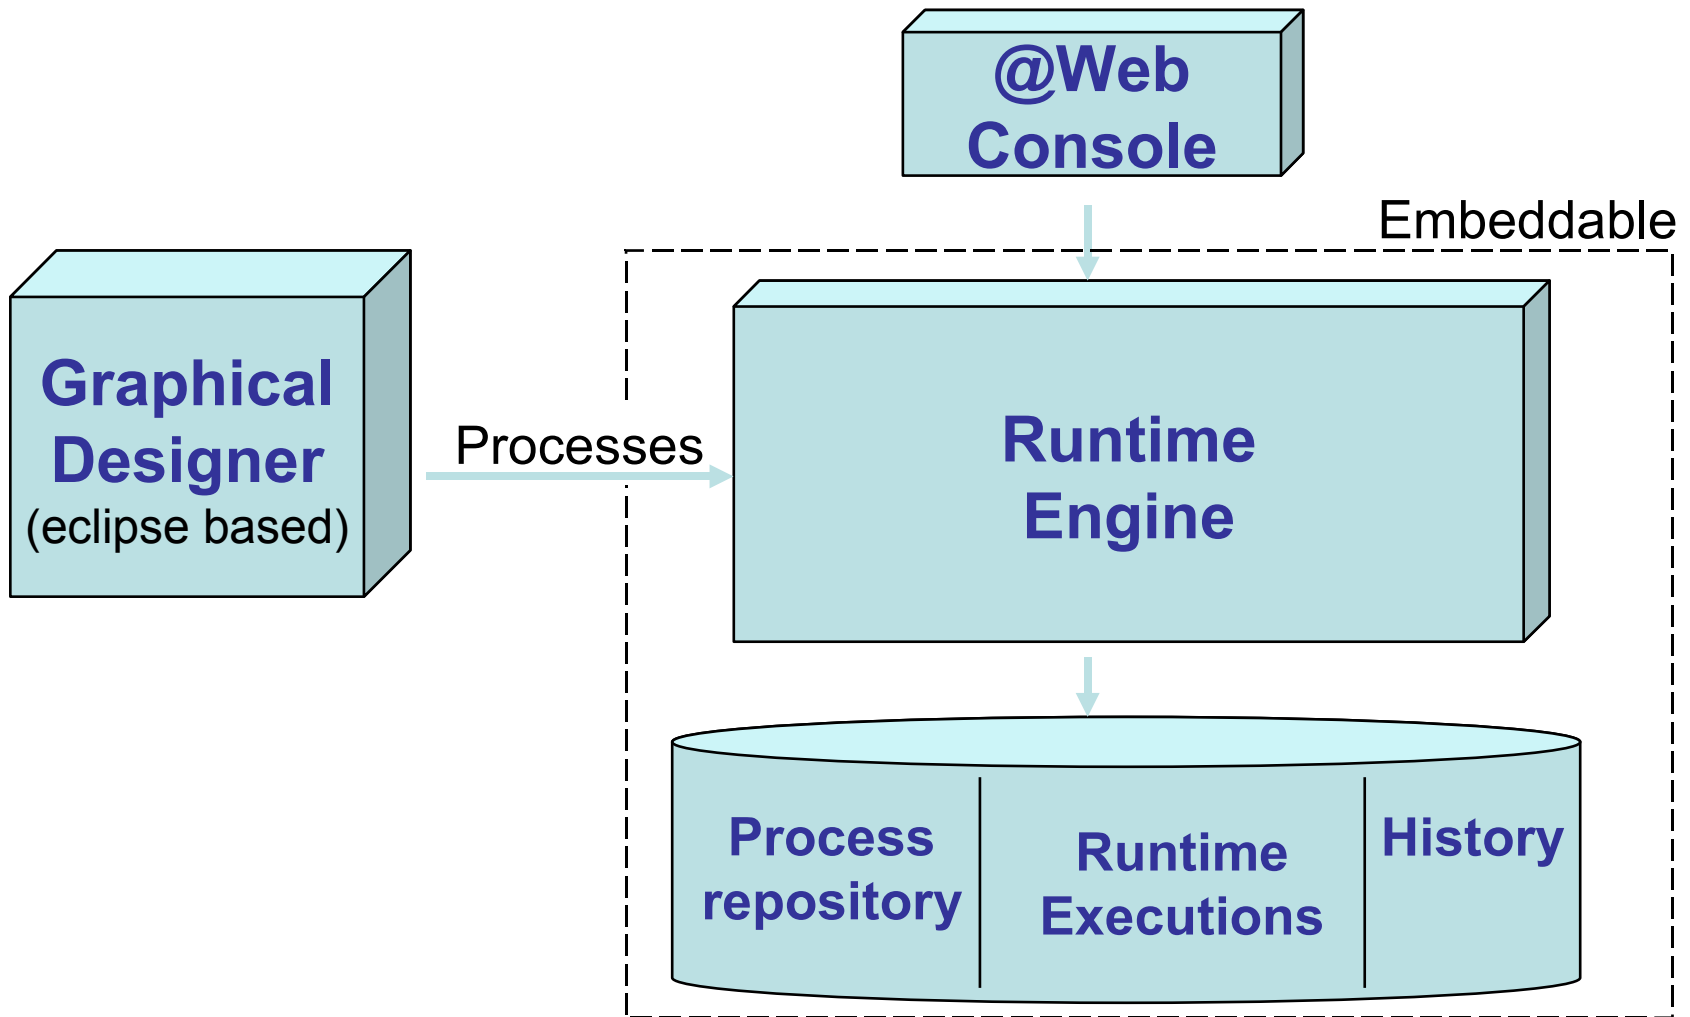 @Web
Console
Embeddable
Graphical
Designer
(eclipse based)
Processes
Runtime
Engine
Process
repository
Runtime
Executions
History